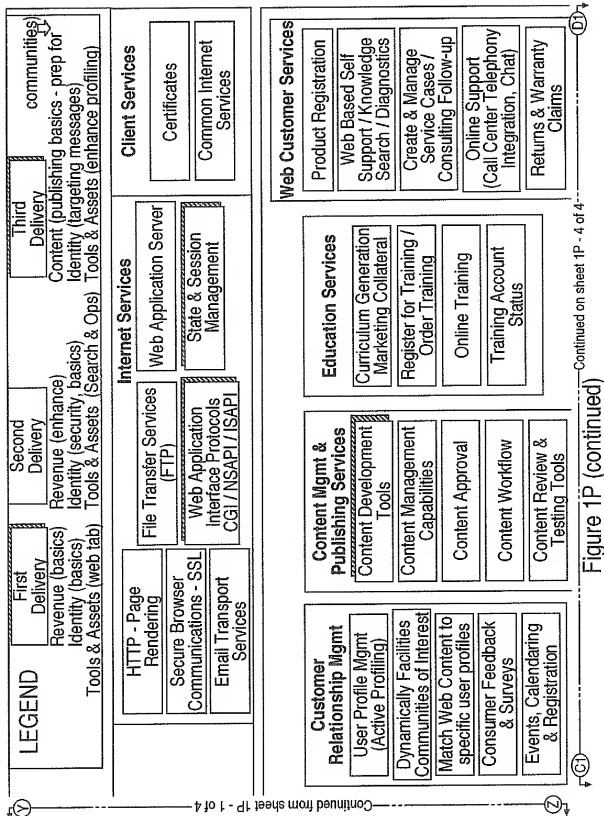 LEGEND
First
Delivery
Revenue (basics)
Identity (basics)
Tools & Assets (web tab)
Second
Delivery
Revenue (enhance)
Identity (security, basics)
Tools & Assets (Search & Ops)
Third
Delivery
communities)
Content (publishing basics - prep for
Identity (targeting messages)
Tools & Assets (enhance profiling)
Internet Services
HTTP - Page
Rendering
Secure Browser
Communications - SSL
Email Transport
Services
File Transfer Services
(FTP)
Web Application
Interface Protocols
CGI / NSAPI / ISAPI
Web Application Server
State & Session
Management
Client Services
Certificates
Common Internet
Services
Customer
Relationship Mgmt
User Profile Mgmt
(Active Profiling)
Dynamically Facilities
Communities of Interest
Match Web Content to
specific user profiles
Consumer Feedback
& Surveys
Events, Calendaring
& Registration
Content Mgmt &
Publishing Services
Content Development
Tools
Content Management
Capabilities
Content Approval
Content Workflow
Content Review &
Testing Tools
Education Services
Curriculum Generation
Marketing Collateral
Register for Training /
Order Training
Online Training
Training Account
Status
Web Customer Services
Product Registration
Web Based Self
Support / Knowledge
Search / Diagnostics
Create & Manage
Service Cases /
Consulting Follow-up
Online Support
(Call Center Telephony
Integration, Chat)
Returns & Warranty
Claims
Y
Continued from sheet 1P - 1 of 4
Z
C1
Continued on sheet 1P - 4 of 4
D1
Figure 1P (continued)